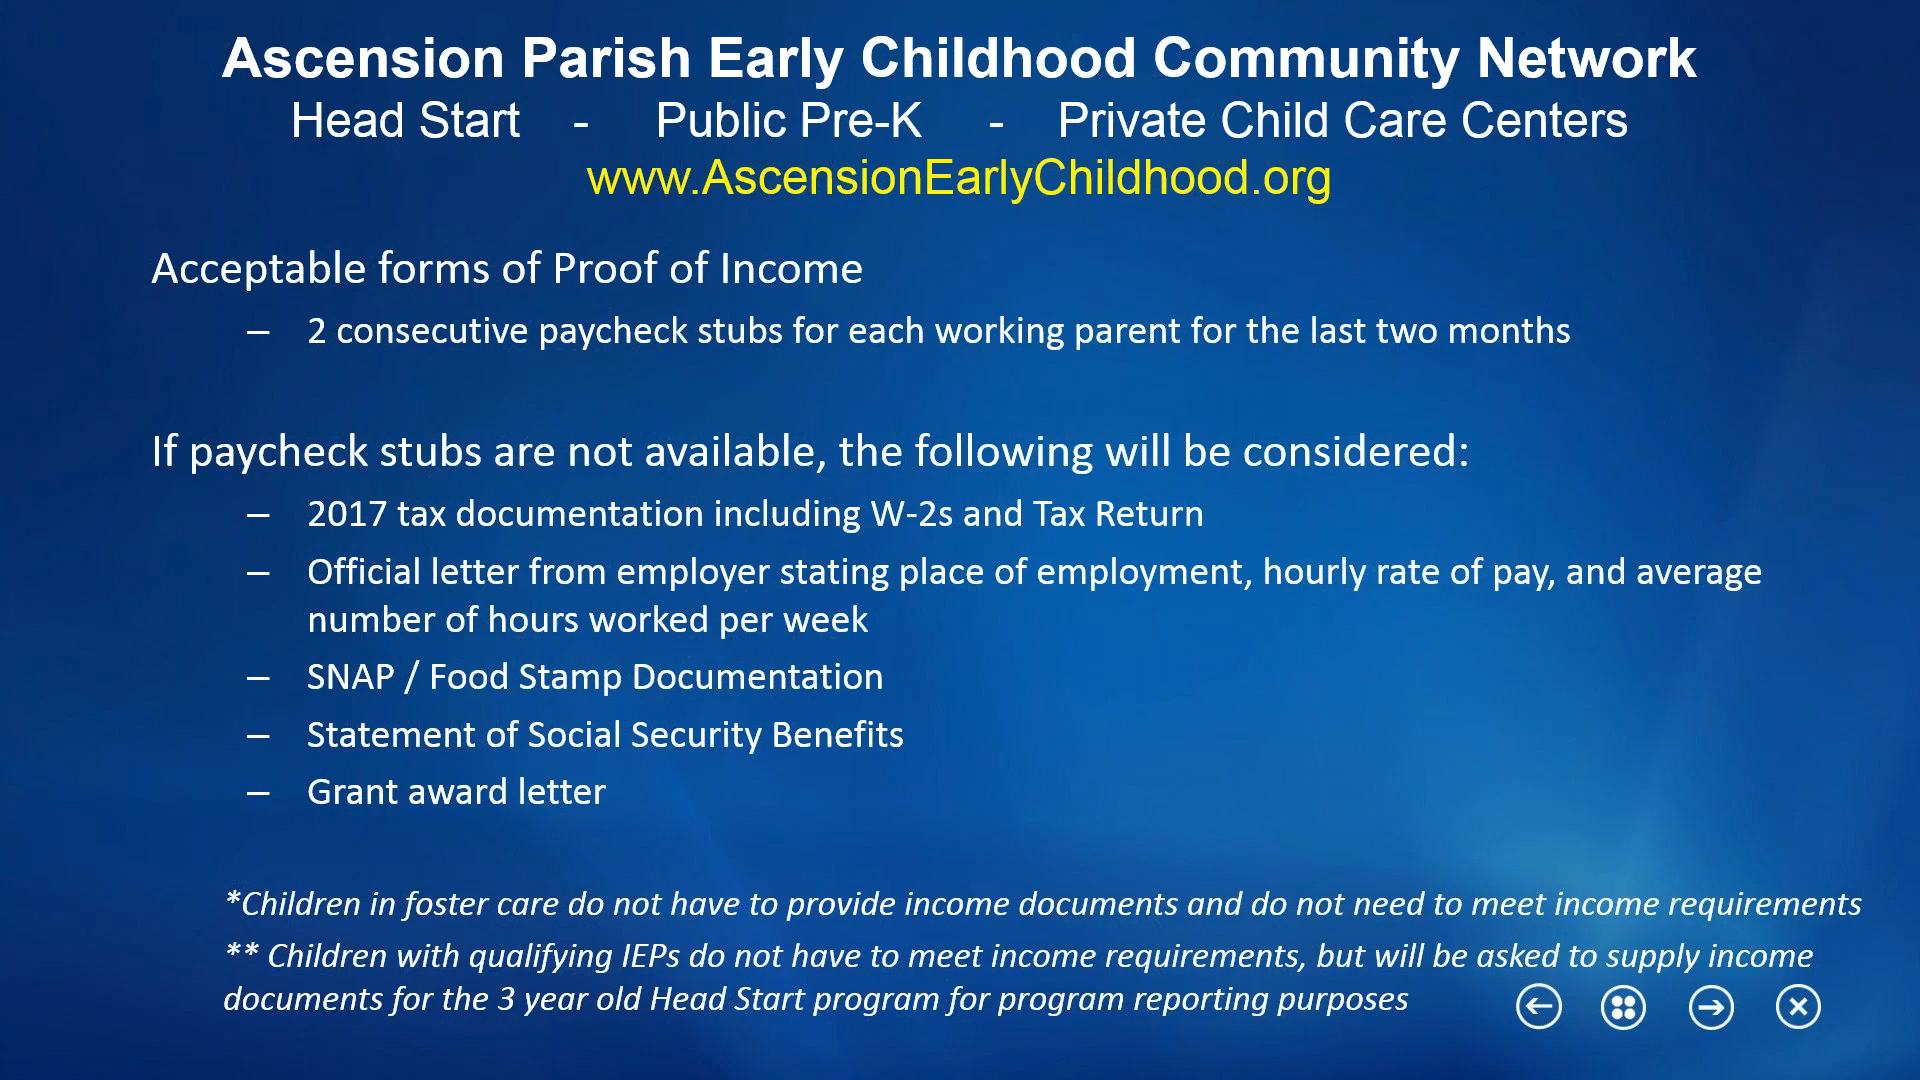 Ascension Parish Early Childhood Community Network
Head Start - Public Pre-K - Private Child Care Centers
www.AscensionEarlyChildhood.org
Acceptable forms of Proof of Income
– 2 consecutive paycheck stubs for each working parent for the last two months
If paycheck stubs are not available, the following will be considered:
– 2017 tax documentation including W-2s and Tax Return
– Official letter from employer stating place of employment, hourly rate of pay, and average
number of hours worked per week
– SNAP / Food Stamp Documentation
– Statement of Social Security Benefits
– Grant award letter
*Children in foster care do not have to provide income documents and do not need to meet income requirements
** Children with qualifying IEPs do not have to meet income requirements, but will be asked to supply income
documents for the 3 year old Head Start program for program reporting purposes